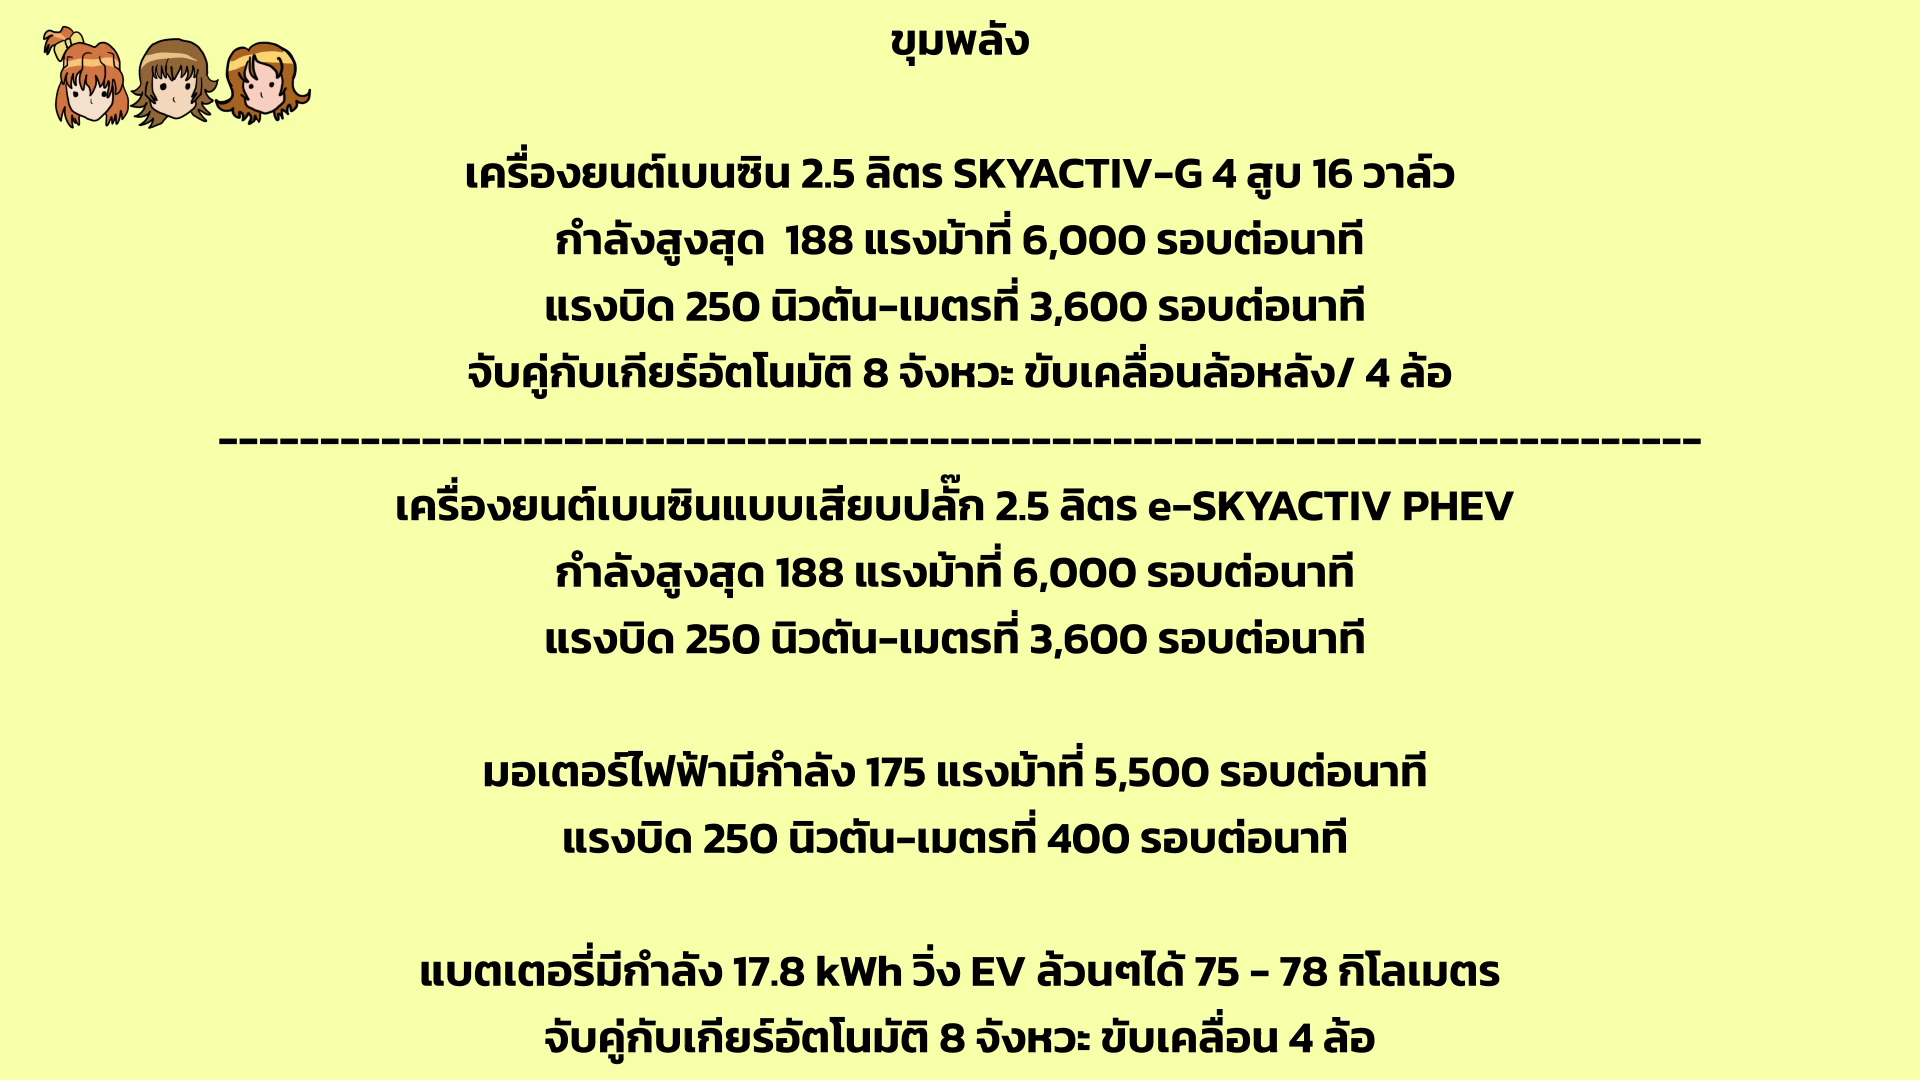 ขุมพลัง
เครื่องยนต์เบนซิน 2.5 ลิตร SKYACTIV-G 4 สูบ 16 วาล์ว
กำลังสูงสุด  188 แรงม้าที่ 6,000 รอบต่อนาที
แรงบิด 250 นิวตัน-เมตรที่ 3,600 รอบต่อนาที
จับคู่กับเกียร์อัตโนมัติ 8 จังหวะ ขับเคลื่อนล้อหลัง/ 4 ล้อ
-------------------------------------------------------------------------
เครื่องยนต์เบนซินแบบเสียบปลั๊ก 2.5 ลิตร e-SKYACTIV PHEV
กำลังสูงสุด 188 แรงม้าที่ 6,000 รอบต่อนาที
แรงบิด 250 นิวตัน-เมตรที่ 3,600 รอบต่อนาที
มอเตอร์ไฟฟ้ามีกำลัง 175 แรงม้าที่ 5,500 รอบต่อนาที
แรงบิด 250 นิวตัน-เมตรที่ 400 รอบต่อนาที
แบตเตอรี่มีกำลัง 17.8 kWh วิ่ง EV ล้วนๆได้ 75 - 78 กิโลเมตร
จับคู่กับเกียร์อัตโนมัติ 8 จังหวะ ขับเคลื่อน 4 ล้อ